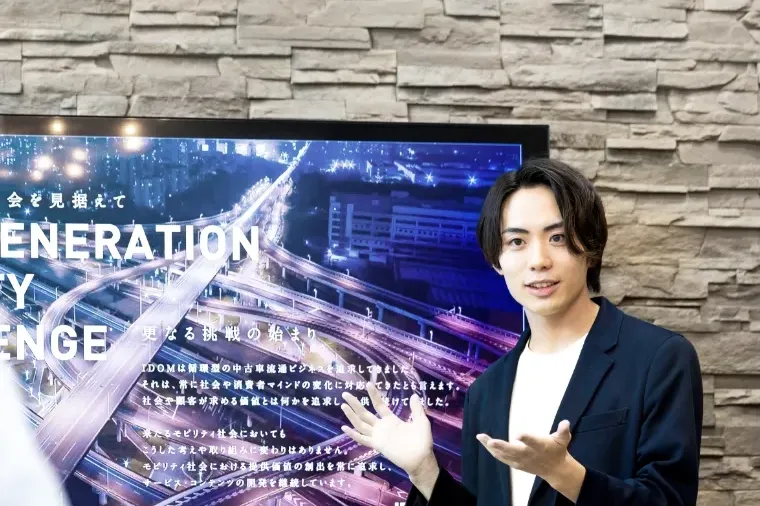 会を見据えて
ENERATION
Y
ENGE
更なる挑戦の始まり
IDOMは循環型の中古車流通ビジネスを追求してきました。
それは、常に社会や消費者マインドの変化に対応してきたとも言えます。
社会や顧客が求める価値とは何かを追求し 供 けてきました。
来たるモビリティ社会においても
こうした考えや取り組みに変わりはありません。
モビリティ社会における提供価値の創出を常に追求し、
サービス・コンテンツの開発を継続しています。